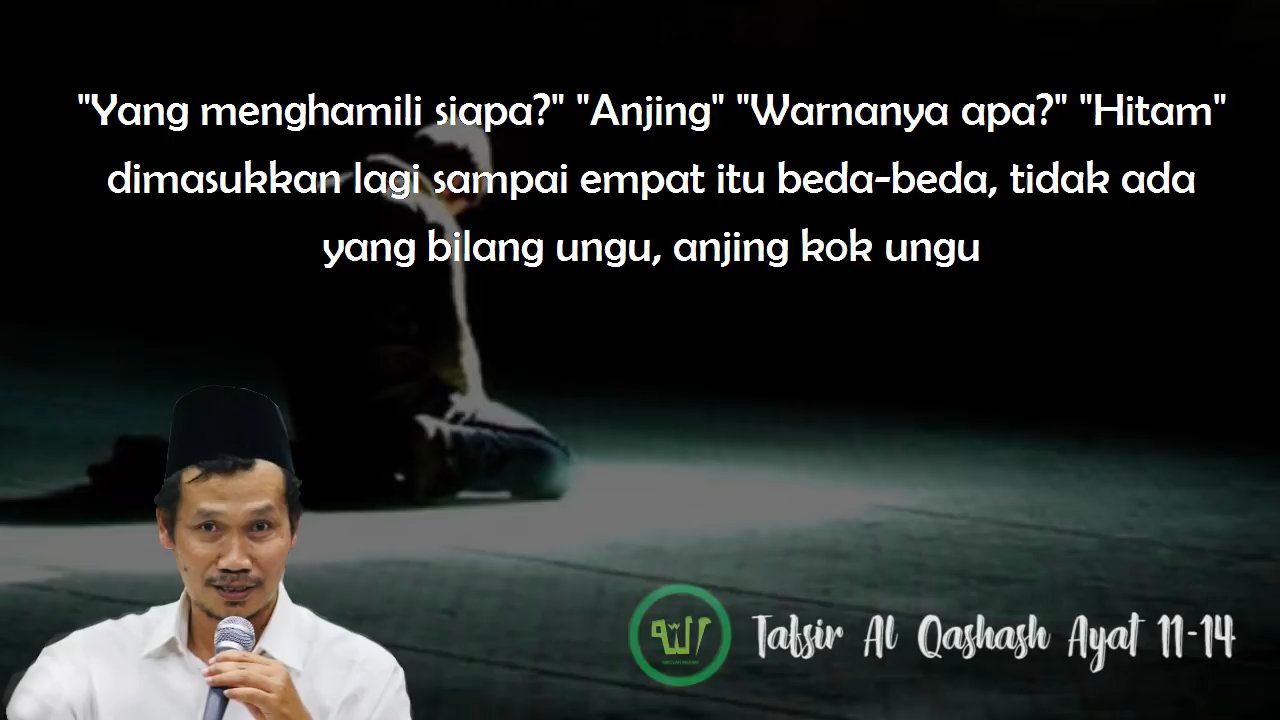 "Yang menghamili siapa?" "Anjing" "Warnanya apa?" "Hitam"
dimasukkan lagi sampai empat itu beda-beda, tidak ada
yang bilang ungu, anjing kok ungu
Tafsir Al Qashash Ayat 11-14